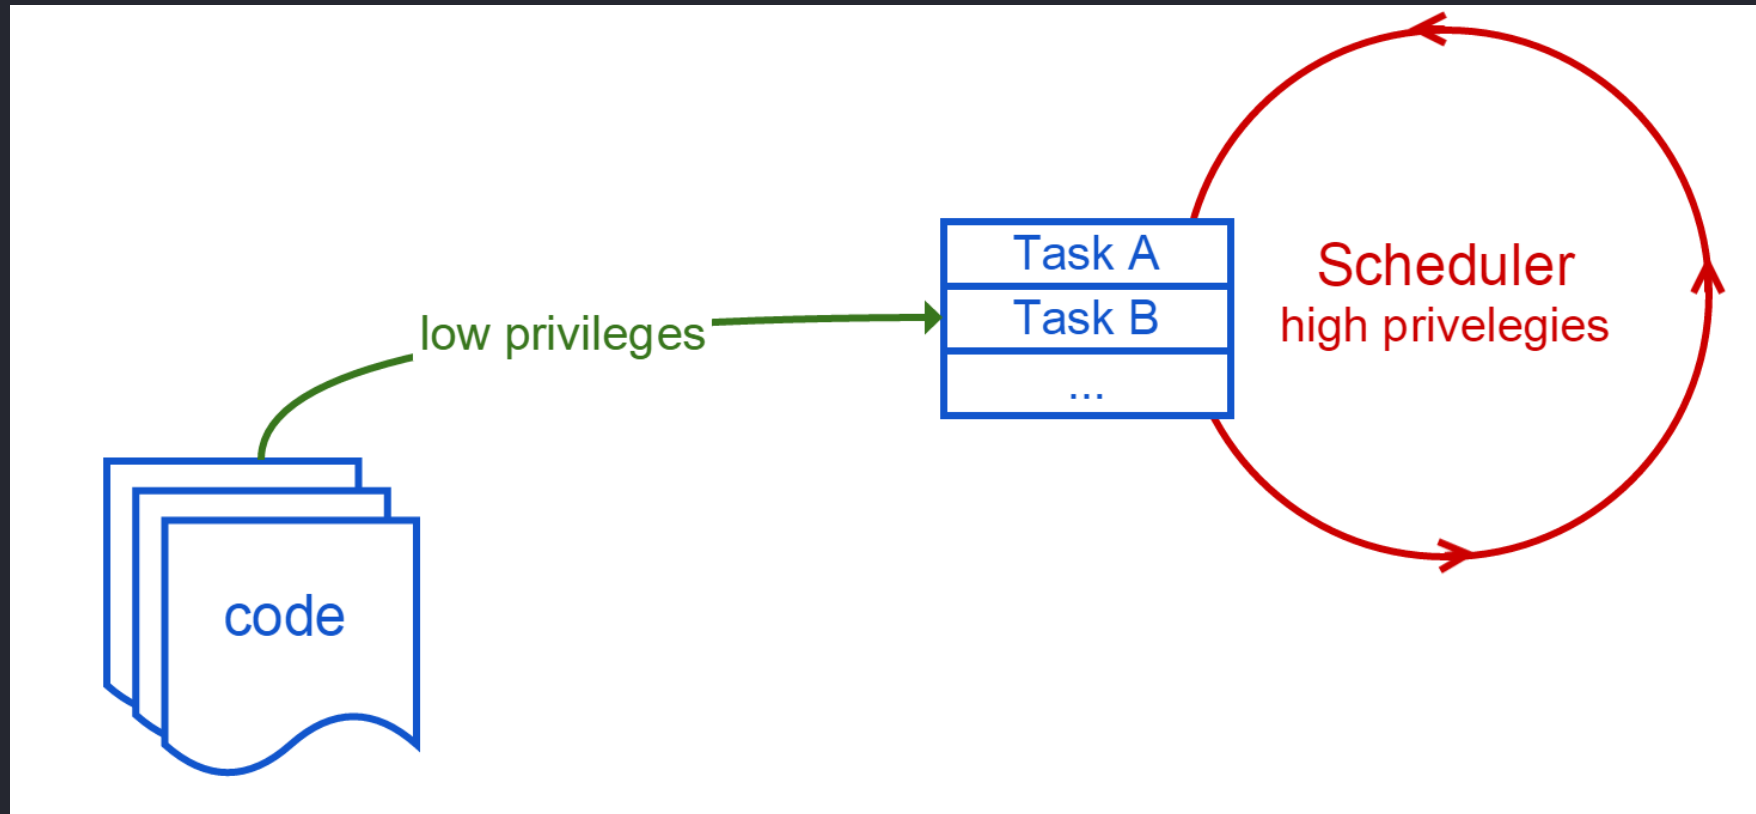 Task A
Task B
...
Scheduler
high privelegies
low privileges
code